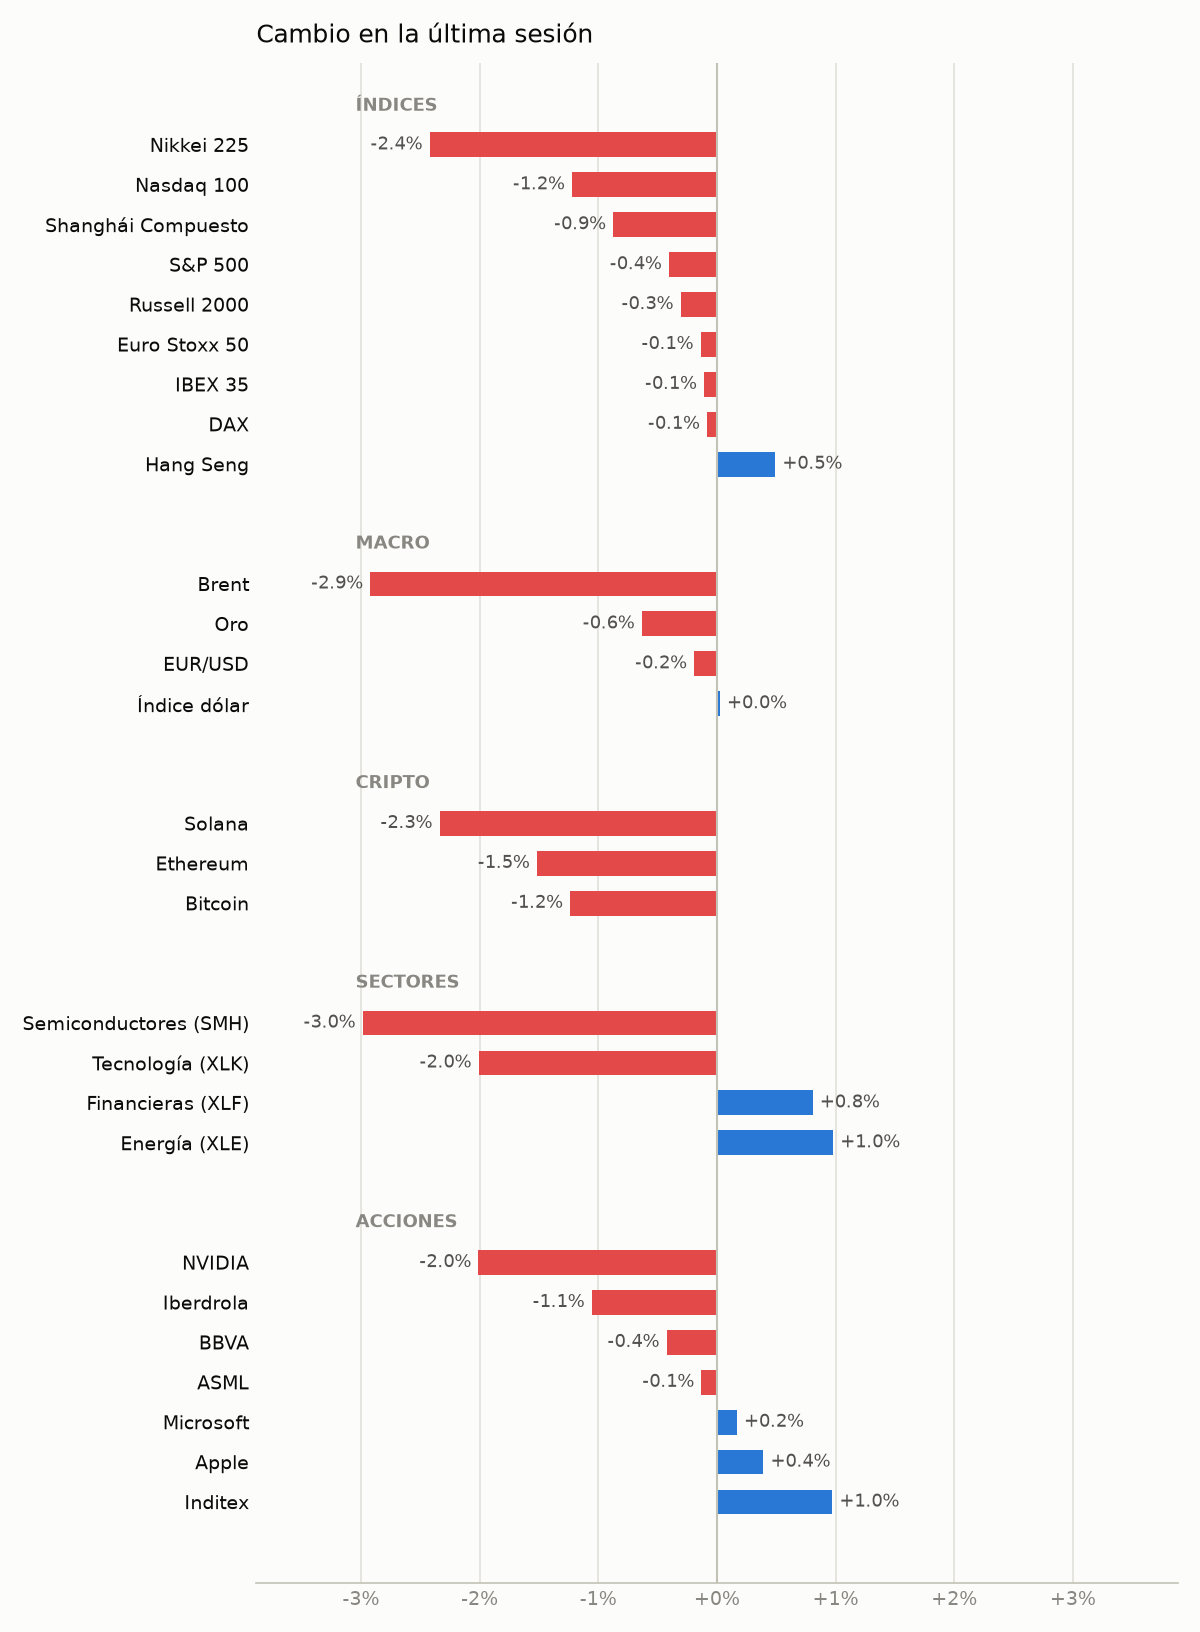 Cambio en la última sesión
ÍNDICES
Nikkei 225 -2.4%
Nasdaq 100 -1.2%
Shanghái Compuesto -0.9%
S&P 500 -0.4%
Russell 2000 -0.3%
Euro Stoxx 50 -0.1%
IBEX 35 -0.1%
DAX -0.1%
Hang Seng +0.5%
MACRO
Brent -2.9%
Oro -0.6%
EUR/USD -0.2%
Índice dólar +0.0%
CRIPTO
Solana -2.3%
Ethereum -1.5%
Bitcoin -1.2%
SECTORES
Semiconductores (SMH) -3.0%
Tecnología (XLK) -2.0%
Financieras (XLF) +0.8%
Energía (XLE) +1.0%
ACCIONES
NVIDIA -2.0%
Iberdrola -1.1%
BBVA -0.4%
ASML -0.1%
Microsoft +0.2%
Apple +0.4%
Inditex +1.0%
-3% -2% -1% +0% +1% +2% +3%